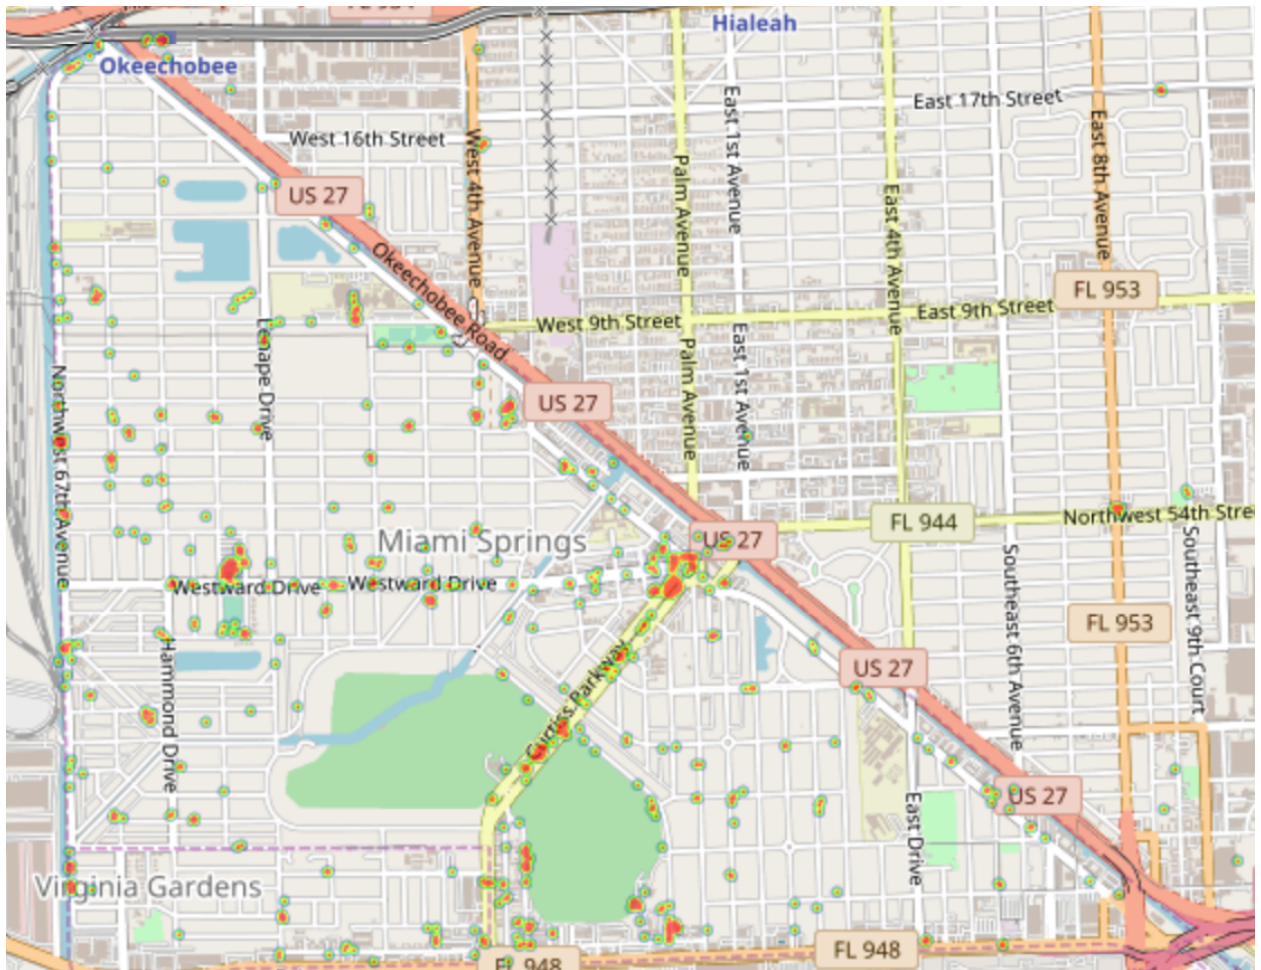 Hialeah
Okeechobee
East 17th Street
West 16th Street
West 4th Avenue
East 1st Avenue
East 8th Avenue
Palm Avenue
East 4th Avenue
US 27
Okeechobee Road
FL 953
East 9th Street
West 9th Street
Lenape Drive
East 1st Avenue
Palm Avenue
Northwest 67th Avenue
US 27
Northwest 54th Stre
FL 944
US 27
Miami Springs
Southeast 9th Court
Southeast 6th Avenue
Westward Drive
Westward Drive
FL 953
Hammond Drive
Curtiss Parkway
US 27
US 27
East Drive
Virginia Gardens
FL 948
FL 948